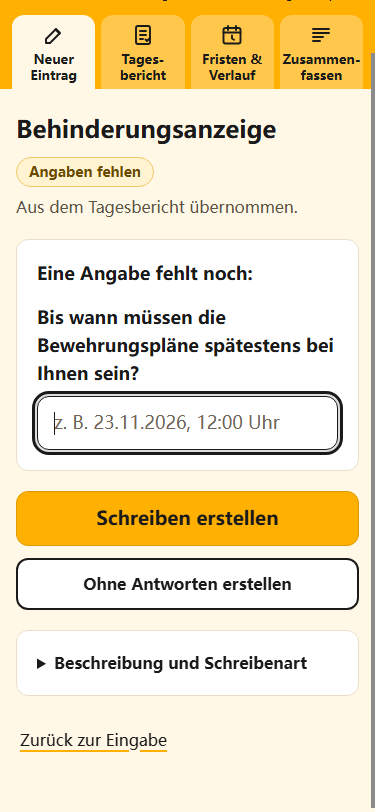 Neuer
Eintrag
Tages-
bericht
Fristen &
Verlauf
Zusammen-
fassen
Behinderungsanzeige
Angaben fehlen
Aus dem Tagesbericht übernommen.
Eine Angabe fehlt noch:
Bis wann müssen die
Bewehrungspläne spätestens bei
Ihnen sein?
z. B. 23.11.2026, 12:00 Uhr
Schreiben erstellen
Ohne Antworten erstellen
Beschreibung und Schreibenart
Zurück zur Eingabe